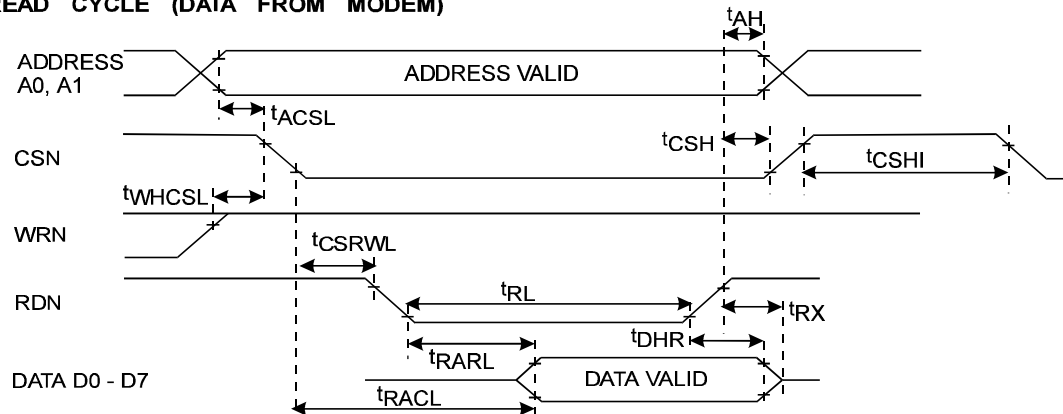 READ CYCLE (DATA FROM MODEM)
tAH
ADDRESS
A0, A1
ADDRESS VALID
tACSL
CSN
tCSH
tCSHI
tWHCSL
WRN
tCSRWL
RDN
tRL
tRX
tDHR
tRARL
DATA D0 - D7
DATA VALID
tRACL